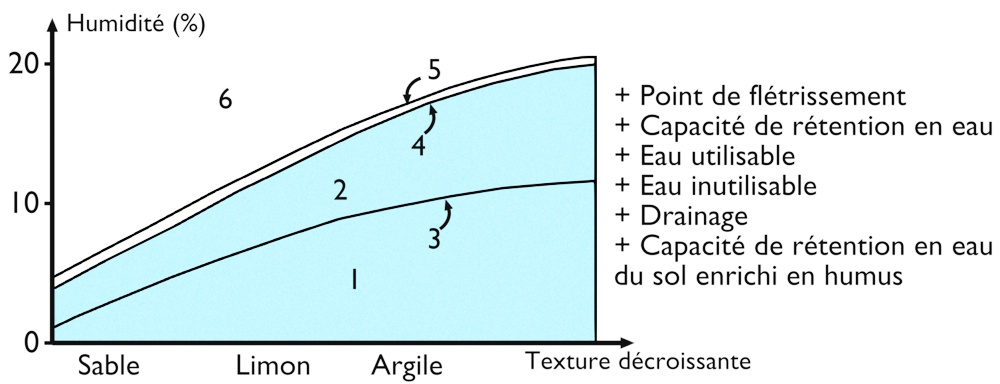 Humidité (%)
20
10
0
6
5
4
2
3
1
Sable
Limon
Argile
Texture décroissante
+ Point de flétrissement
+ Capacité de rétention en eau
+ Eau utilisable
+ Eau inutilisable
+ Drainage
+ Capacité de rétention en eau
du sol enrichi en humus